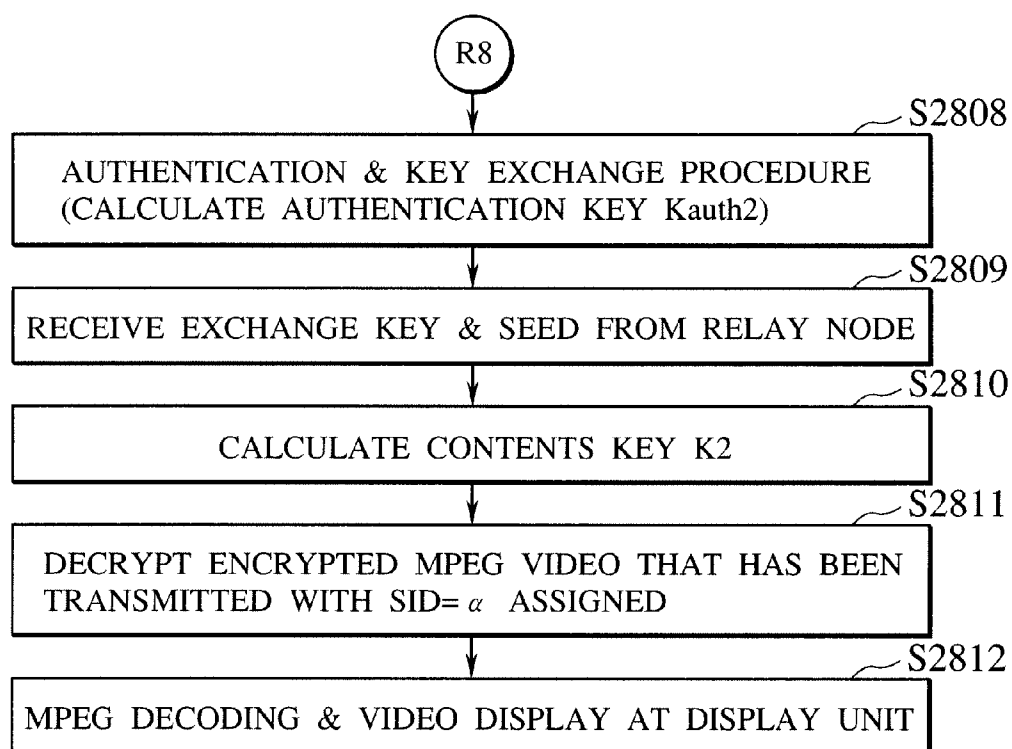 R8
S2808
AUTHENTICATION & KEY EXCHANGE PROCEDURE
(CALCULATE AUTHENTICATION KEY Kauth2)
S2809
RECEIVE EXCHANGE KEY & SEED FROM RELAY NODE
S2810
CALCULATE CONTENTS KEY K2
S2811
DECRYPT ENCRYPTED MPEG VIDEO THAT HAS BEEN
TRANSMITTED WITH SID= α ASSIGNED
S2812
MPEG DECODING & VIDEO DISPLAY AT DISPLAY UNIT